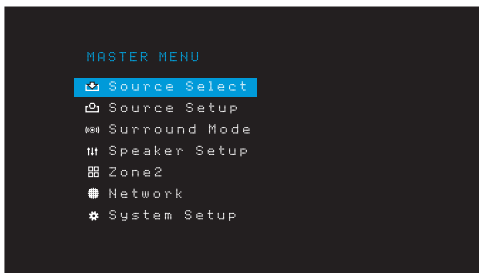 MASTER MENU
Source Select
Source Setup
Surround Mode
Speaker Setup
Zone2
Network
System Setup